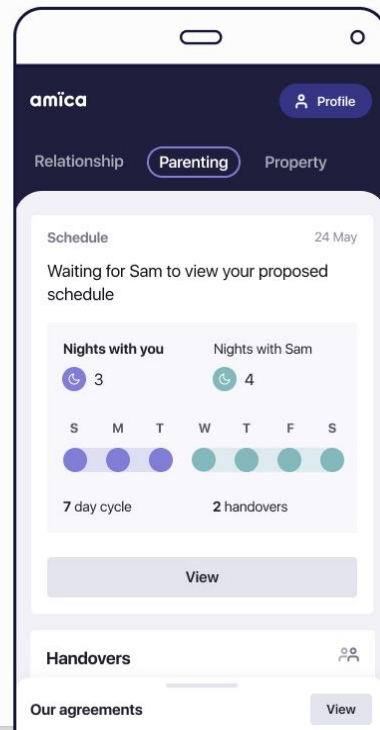 amïca
Profile
Relationship Parenting Property
Schedule 24 May
Waiting for Sam to view your proposed
schedule
Nights with you Nights with Sam
3 4
S M T W T F S
7 day cycle 2 handovers
View
Handovers
Our agreements View